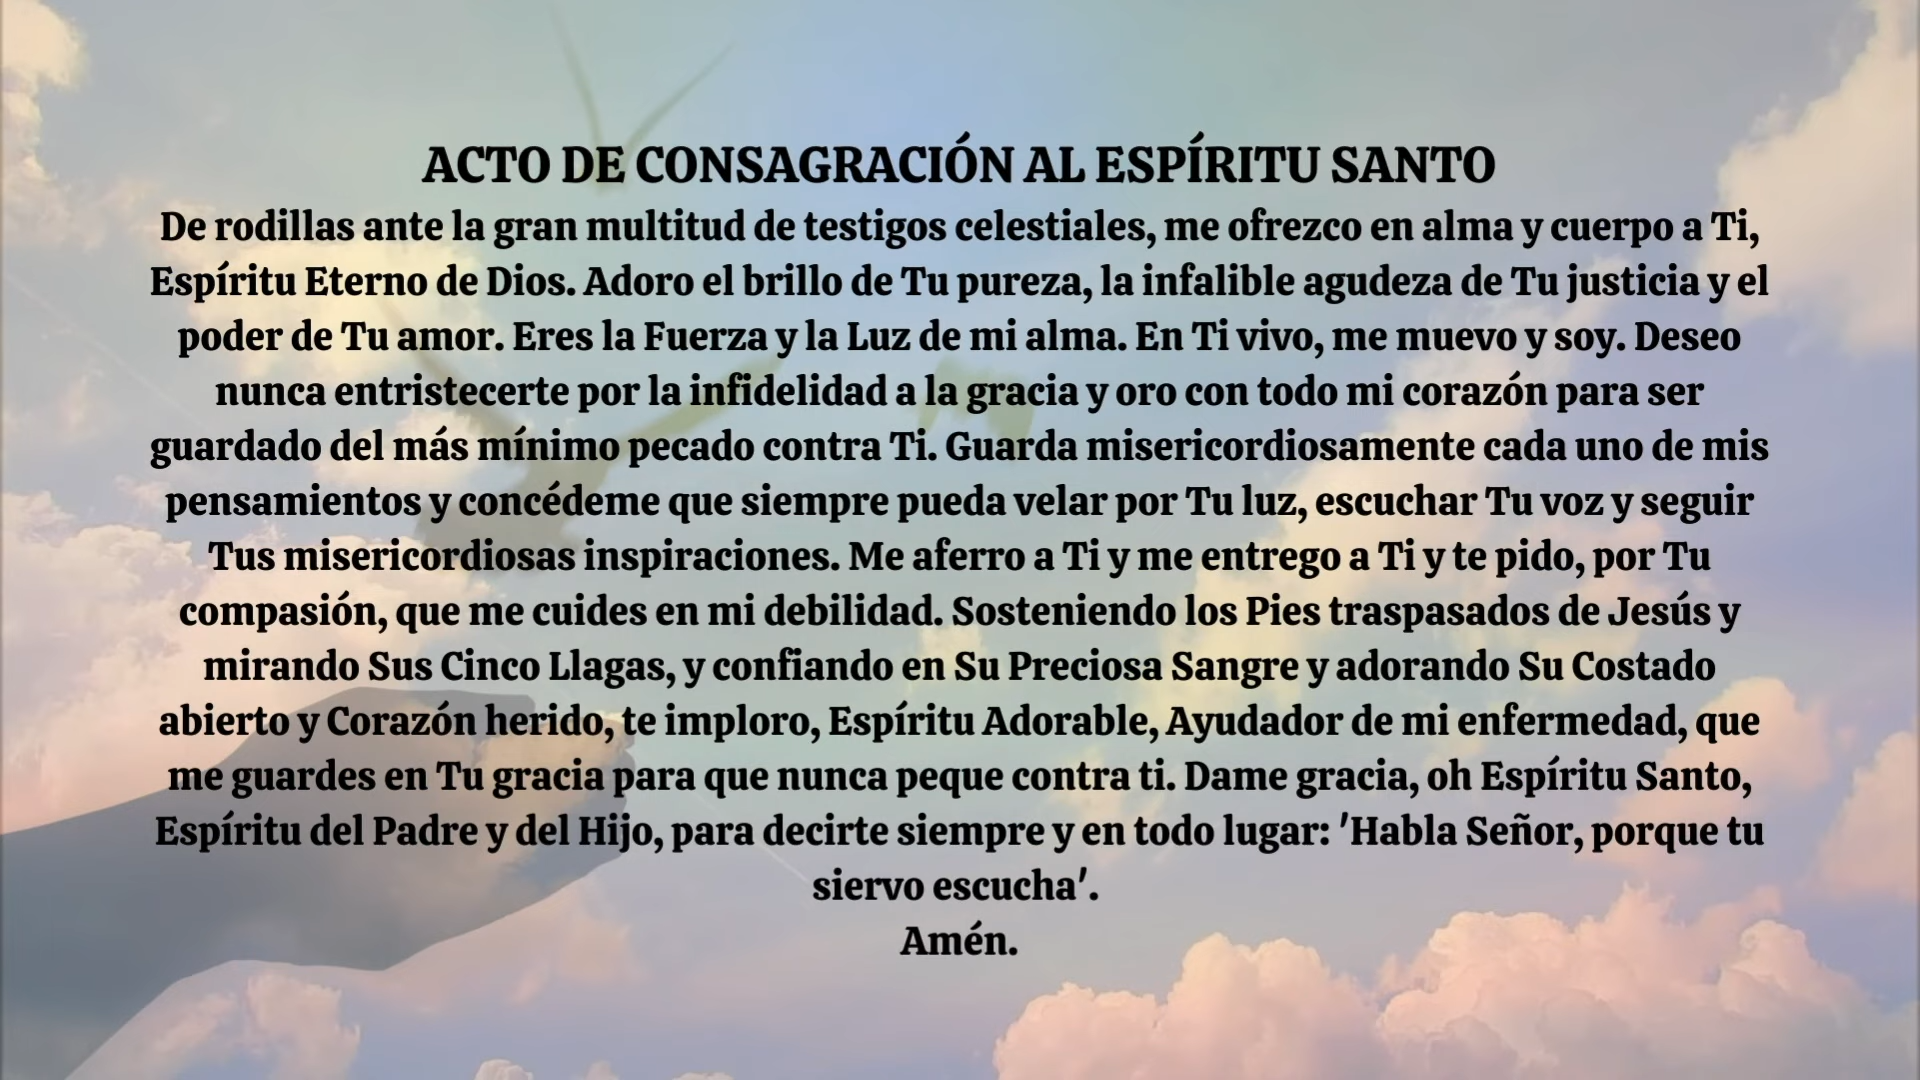 ACTO DE CONSAGRACIÓN AL ESPÍRITU SANTO
De rodillas ante la gran multitud de testigos celestiales, me ofrezco en alma y cuerpo a Ti,
Espíritu Eterno de Dios. Adoro el brillo de Tu pureza, la infalible agudeza de Tu justicia y el
poder de Tu amor. Eres la Fuerza y la Luz de mi alma. En Ti vivo, me muevo y soy. Deseo
nunca entristecerte por la infidelidad a la gracia y oro con todo mi corazón para ser
guardado del más mínimo pecado contra Ti. Guarda misericordiosamente cada uno de mis
pensamientos y concédeme que siempre pueda velar por Tu luz, escuchar Tu voz y seguir
Tus misericordiosas inspiraciones. Me aferro a Ti y me entrego a Ti y te pido, por Tu
compasión, que me cuides en mi debilidad. Sosteniendo los Pies traspasados de Jesús y
mirando Sus Cinco Llagas, y confiando en Su Preciosa Sangre y adorando Su Costado
abierto y Corazón herido, te imploro, Espíritu Adorable, Ayudador de mi enfermedad, que
me guardes en Tu gracia para que nunca peque contra ti. Dame gracia, oh Espíritu Santo,
Espíritu del Padre y del Hijo, para decirte siempre y en todo lugar: 'Habla Señor, porque tu
siervo escucha'.
Amén.